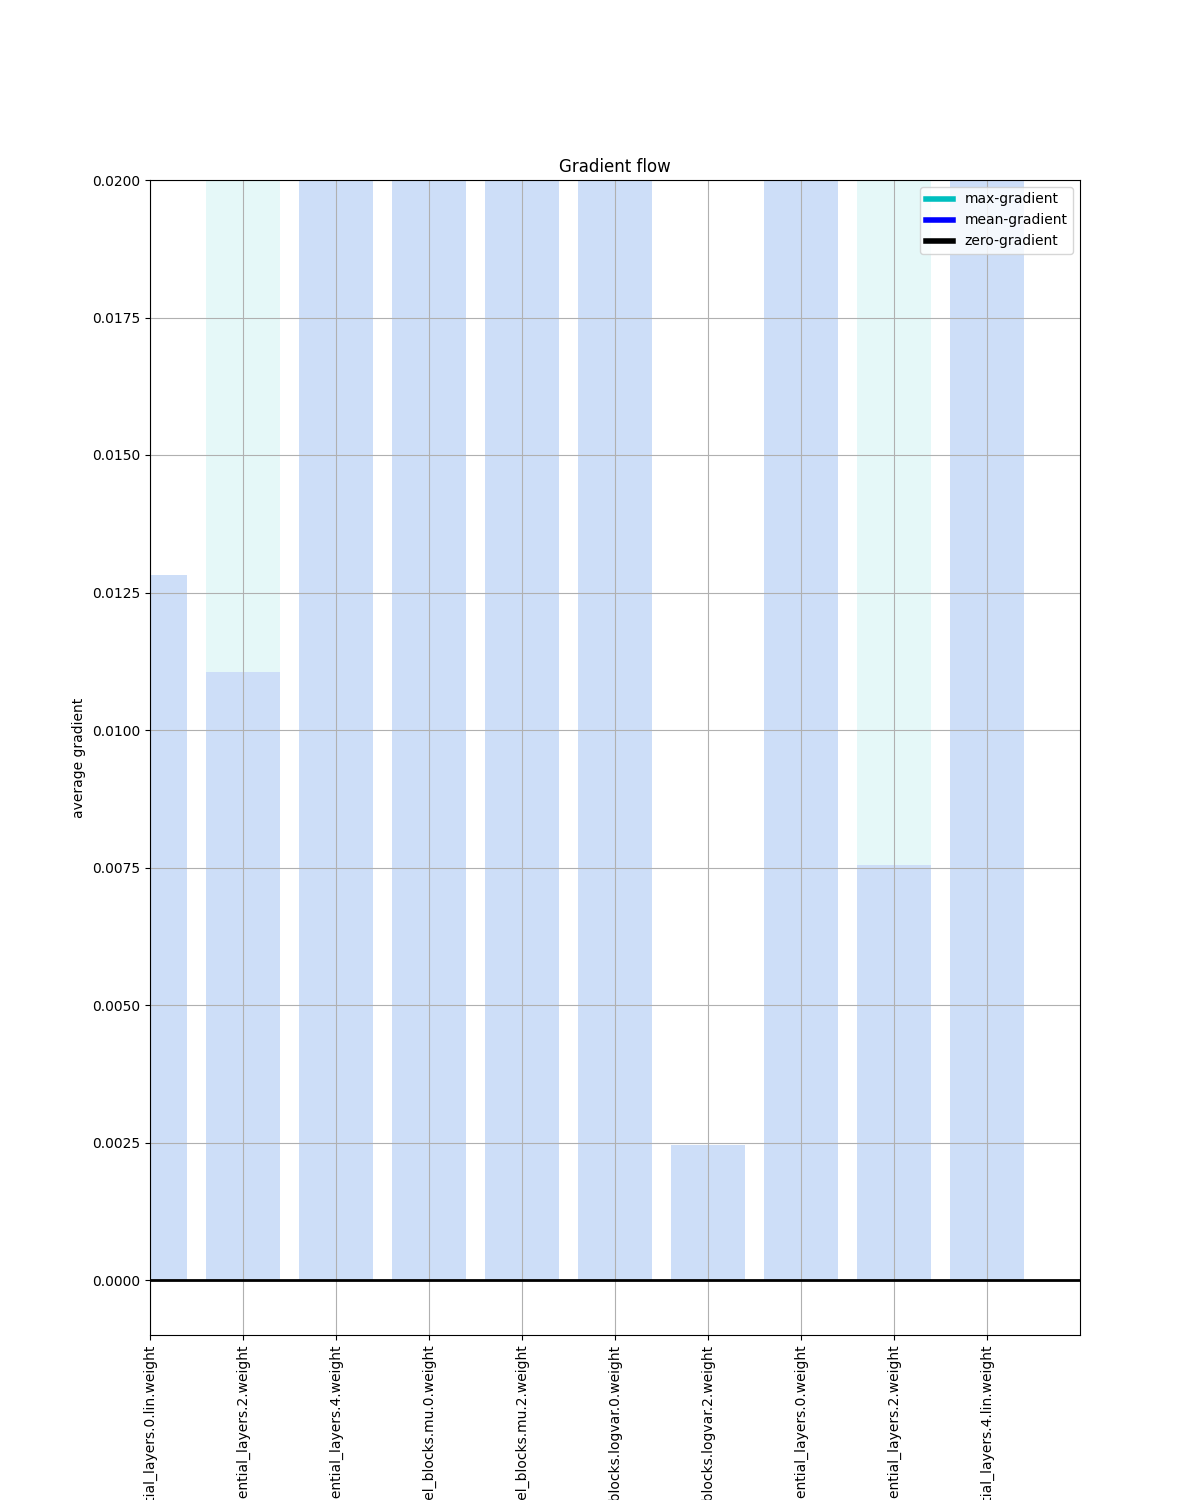 Gradient flow
max-gradient
mean-gradient
zero-gradient
0.0200
0.0175
0.0150
0.0125
0.0100
0.0075
0.0050
0.0025
0.0000
average gradient
tial_layers.0.lin.weight
ential_layers.2.weight
ential_layers.4.weight
el_blocks.mu.0.weight
el_blocks.mu.2.weight
blocks.logvar.0.weight
blocks.logvar.2.weight
ential_layers.0.weight
ential_layers.2.weight
tial_layers.4.lin.weight